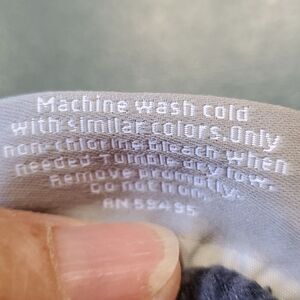 Machine wash cold
with similar colors. Only
non-chlorine bleach when
needed. Tumble dry low.
Remove promptly.
Do not iron.
RN 59495